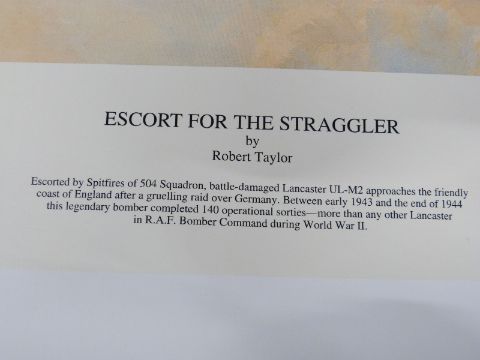 ESCORT FOR THE STRAGGLER
by
Robert Taylor
Escorted by Spitfires of 504 Squadron, battle-damaged Lancaster UL-M2 approaches the friendly
coast of England after a gruelling raid over Germany. Between early 1943 and the end of 1944
this legendary bomber completed 140 operational sorties—more than any other Lancaster
in R.A.F. Bomber Command during World War II.